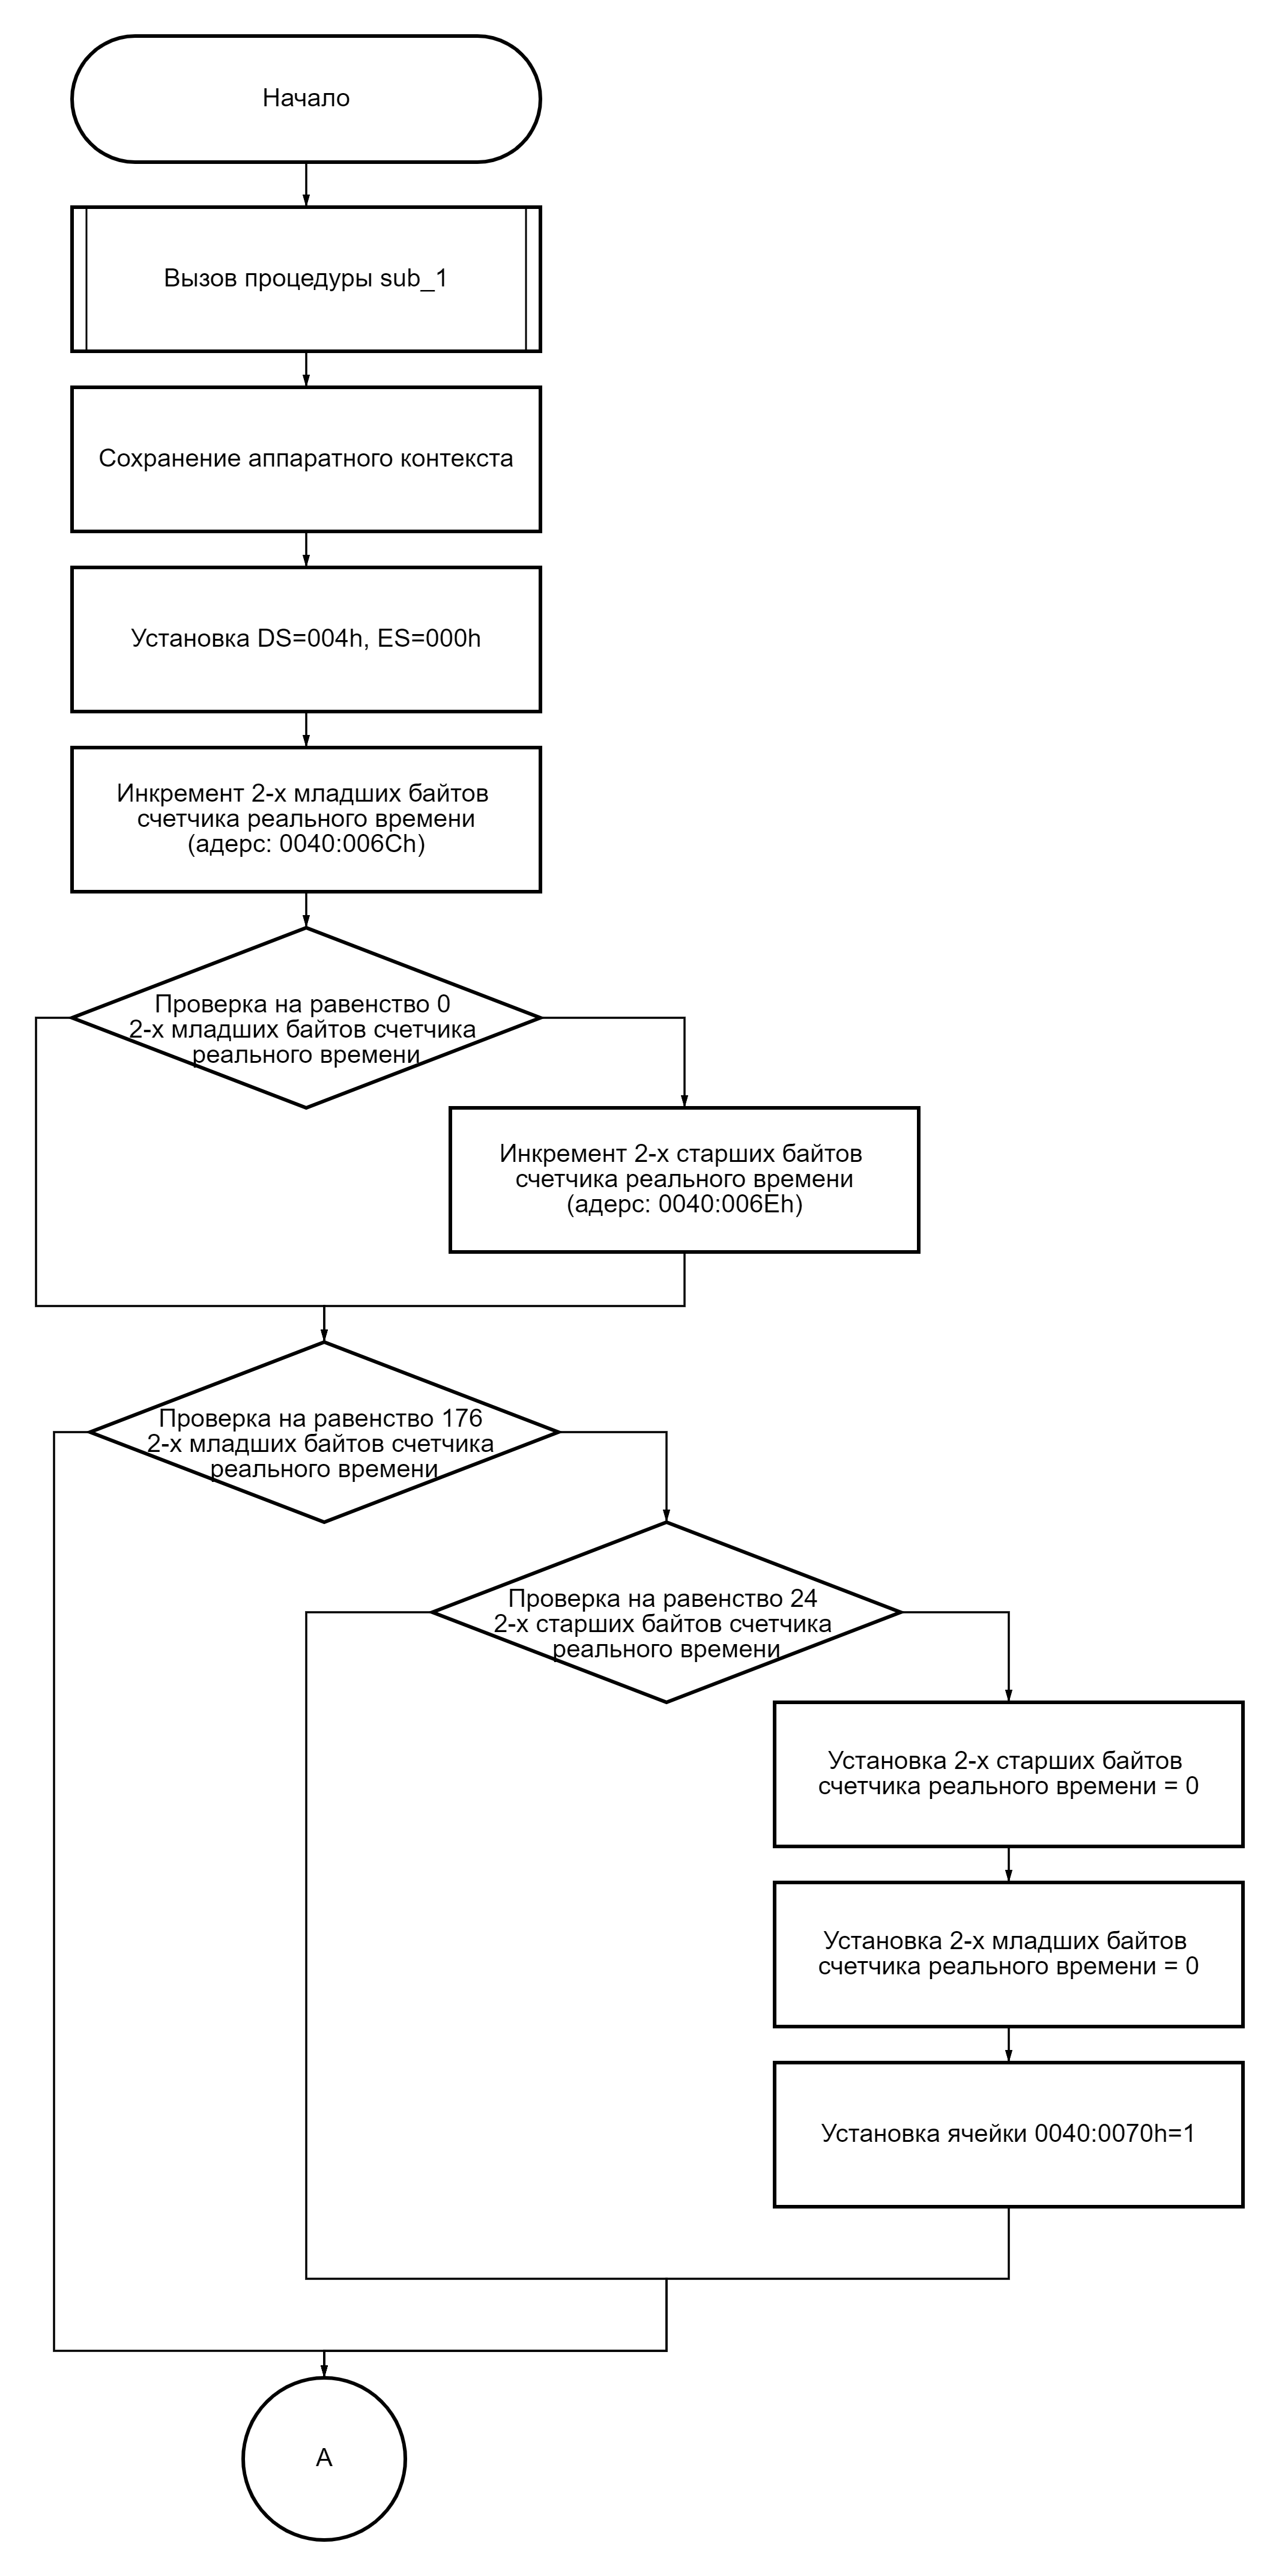 Начало
Вызов процедуры sub_1
Сохранение аппаратного контекста
Установка DS=004h, ES=000h
Инкремент 2-х младших байтов
счетчика реального времени
(адерс: 0040:006Ch)
Проверка на равенство 0
2-х младших байтов счетчика
реального времени
Инкремент 2-х старших байтов
счетчика реального времени
(адерс: 0040:006Eh)
Проверка на равенство 176
2-х младших байтов счетчика
реального времени
Проверка на равенство 24
2-х старших байтов счетчика
реального времени
Установка 2-х старших байтов
счетчика реального времени = 0
Установка 2-х младших байтов
счетчика реального времени = 0
Установка ячейки 0040:0070h=1
А